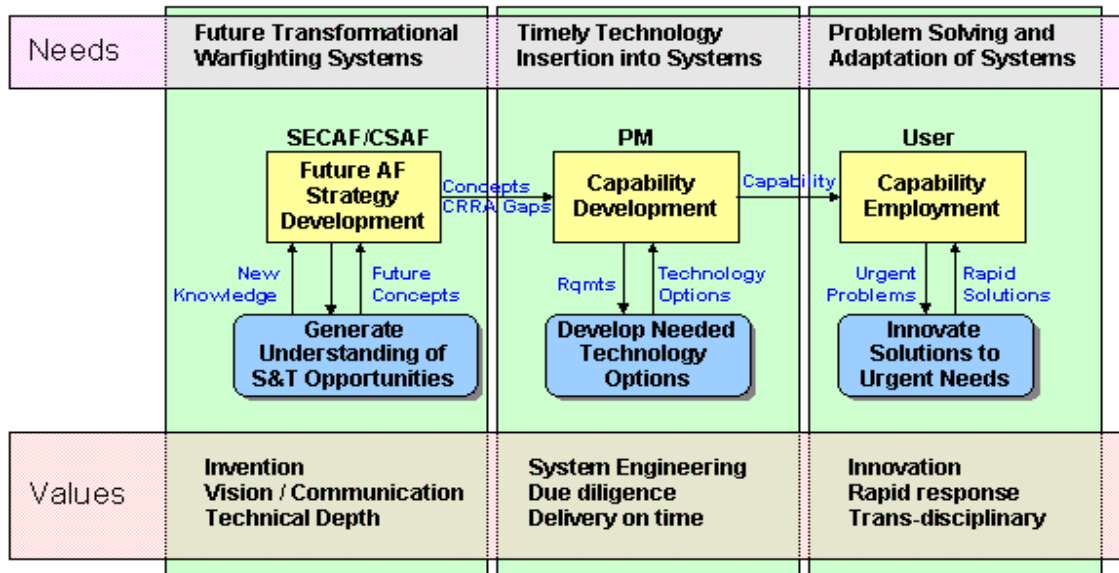 Needs
Future Transformational
Warfighting Systems
Timely Technology
Insertion into Systems
Problem Solving and
Adaptation of Systems
SECAF/CSAF
Future AF
Strategy
Development
Concepts
CRRA Gaps
PM
Capability
Development
Capability
User
Capability
Employment
New
Knowledge
Future
Concepts
Rqmts
Technology
Options
Urgent
Problems
Rapid
Solutions
Generate
Understanding of
S&T Opportunities
Develop Needed
Technology
Options
Innovate
Solutions to
Urgent Needs
Values
Invention
Vision / Communication
Technical Depth
System Engineering
Due diligence
Delivery on time
Innovation
Rapid response
Trans-disciplinary